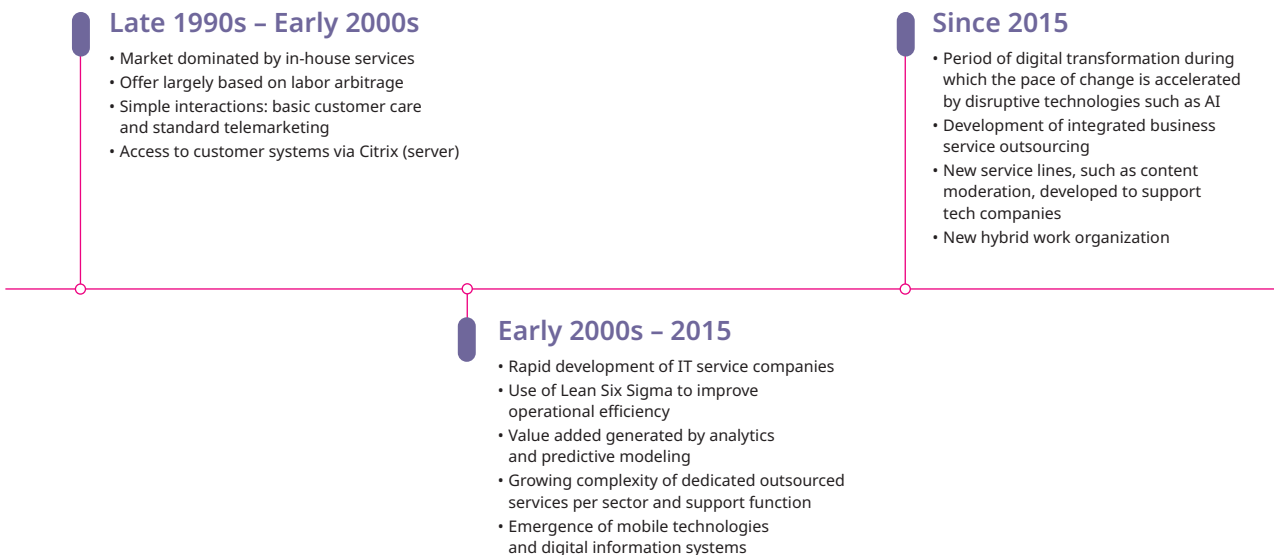 Late 1990s – Early 2000s
• Market dominated by in-house services
• Offer largely based on labor arbitrage
• Simple interactions: basic customer care
and standard telemarketing
• Access to customer systems via Citrix (server)
Early 2000s – 2015
• Rapid development of IT service companies
• Use of Lean Six Sigma to improve
operational efficiency
• Value added generated by analytics
and predictive modeling
• Growing complexity of dedicated outsourced
services per sector and support function
• Emergence of mobile technologies
and digital information systems
Since 2015
• Period of digital transformation during
which the pace of change is accelerated
by disruptive technologies such as AI
• Development of integrated business
service outsourcing
• New service lines, such as content
moderation, developed to support
tech companies
• New hybrid work organization